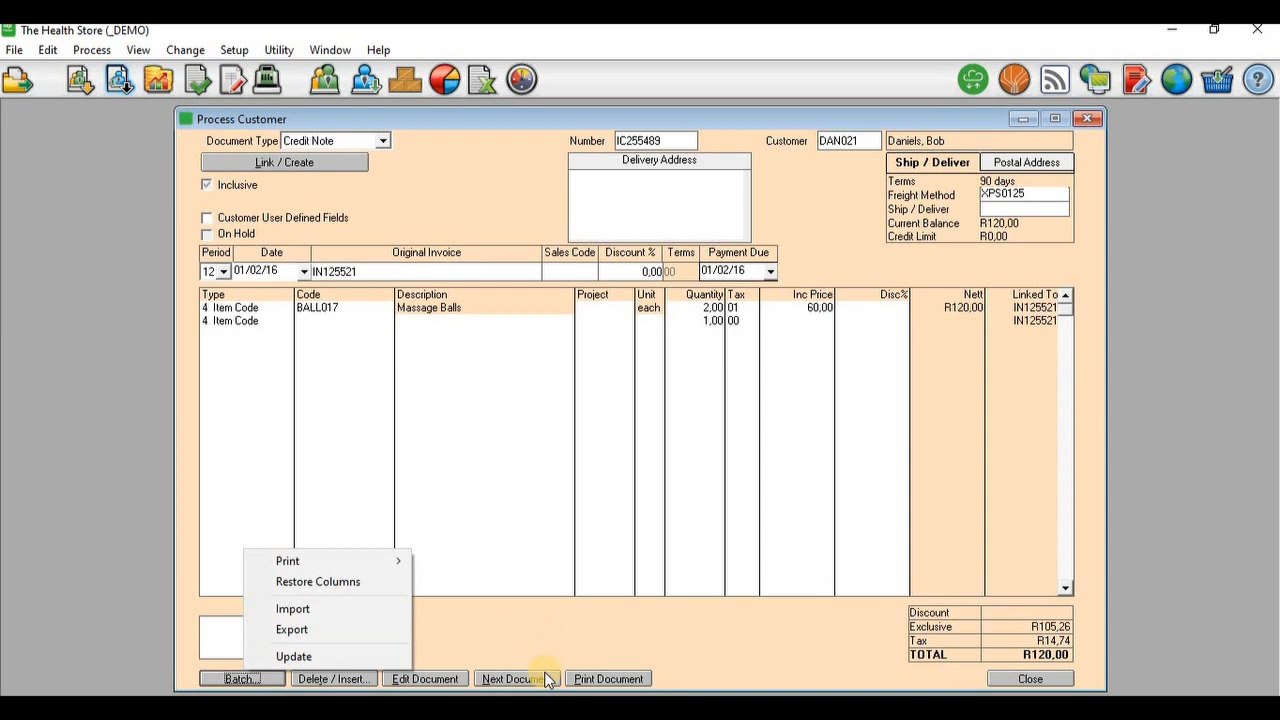 The Health Store (_DEMO)
File Edit Process View Change Setup Utility Window Help
Process Customer
Document Type Credit Note
Number IC255489
Customer DAN021 Daniels, Bob
Link / Create
Delivery Address
Ship / Deliver Postal Address
Inclusive
Terms 90 days
Freight Method XPS0125
Ship / Deliver
Current Balance R120,00
Credit Limit R0,00
Customer User Defined Fields
On Hold
Period Date Original Invoice Sales Code Discount % Terms Payment Due
12 01/02/16 IN125521 0,00 00 01/02/16
Type Code Description Project Unit Quantity Tax Inc Price Disc% Nett Linked To
4 Item Code BALL017 Massage Balls each 2,00 01 60,00 R120,00 IN125521
4 Item Code 1,00 00 IN125521
Print
Restore Columns
Import
Export
Update
Discount
Exclusive R105,26
Tax R14,74
TOTAL R120,00
Batch... Delete / Insert... Edit Document Next Docume Print Document Close